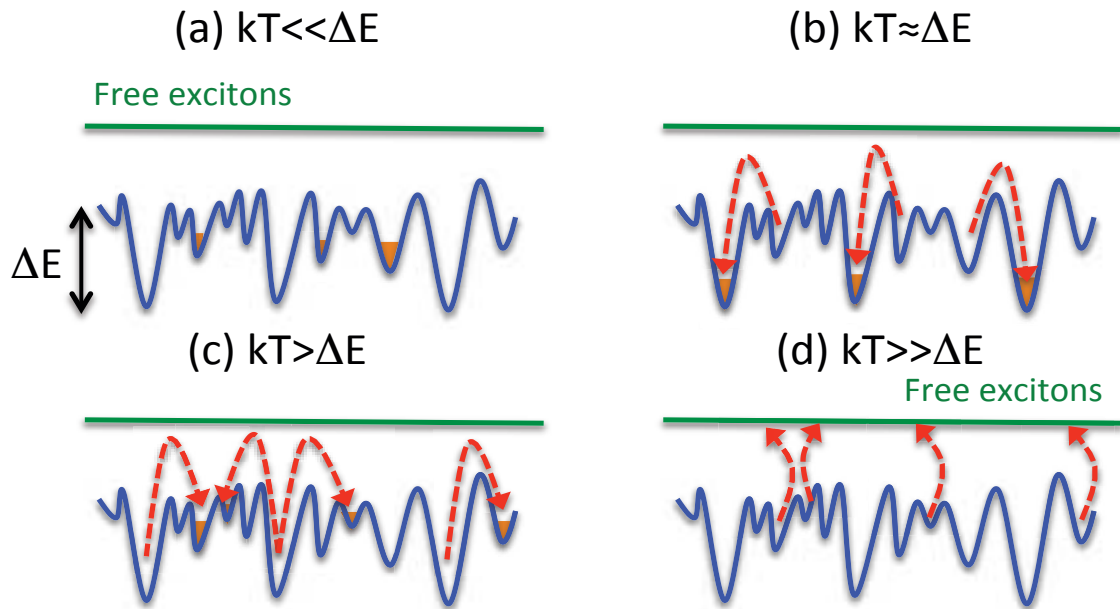 (a) kT<<ΔE
(b) kT≈ΔE
Free excitons
ΔE
(c) kT>ΔE
(d) kT>>ΔE
Free excitons